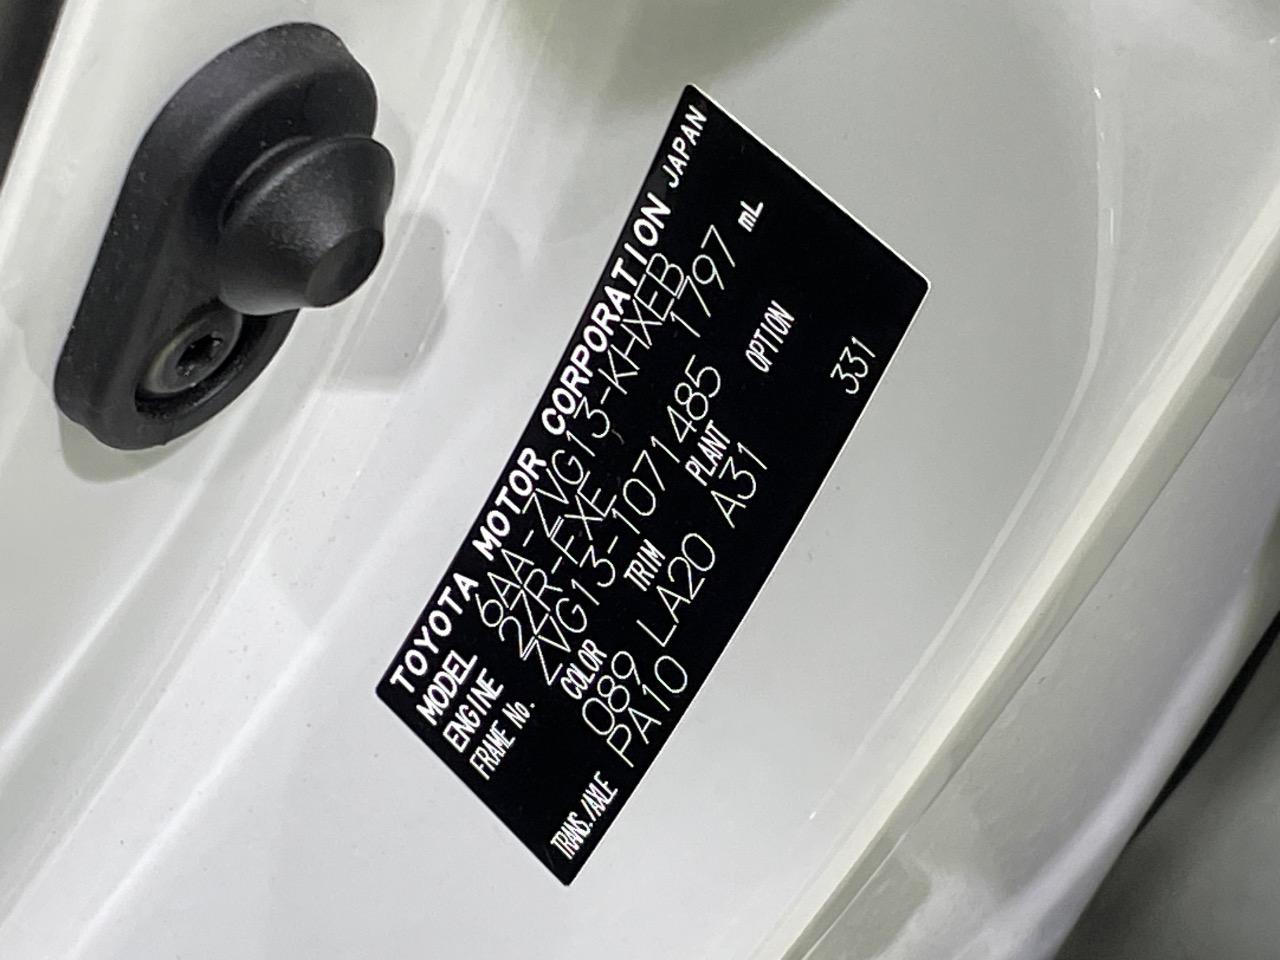 TOYOTA MOTOR CORPORATION JAPAN
MODEL 6AA-ZVG13-KHXEB
ENGINE 2ZR-FXE 1797 mL
FRAME No. ZVG13-1071485
COLOR TRIM PLANT OPTION
089 LA20 A31
TRANS./AXLE PA10 331